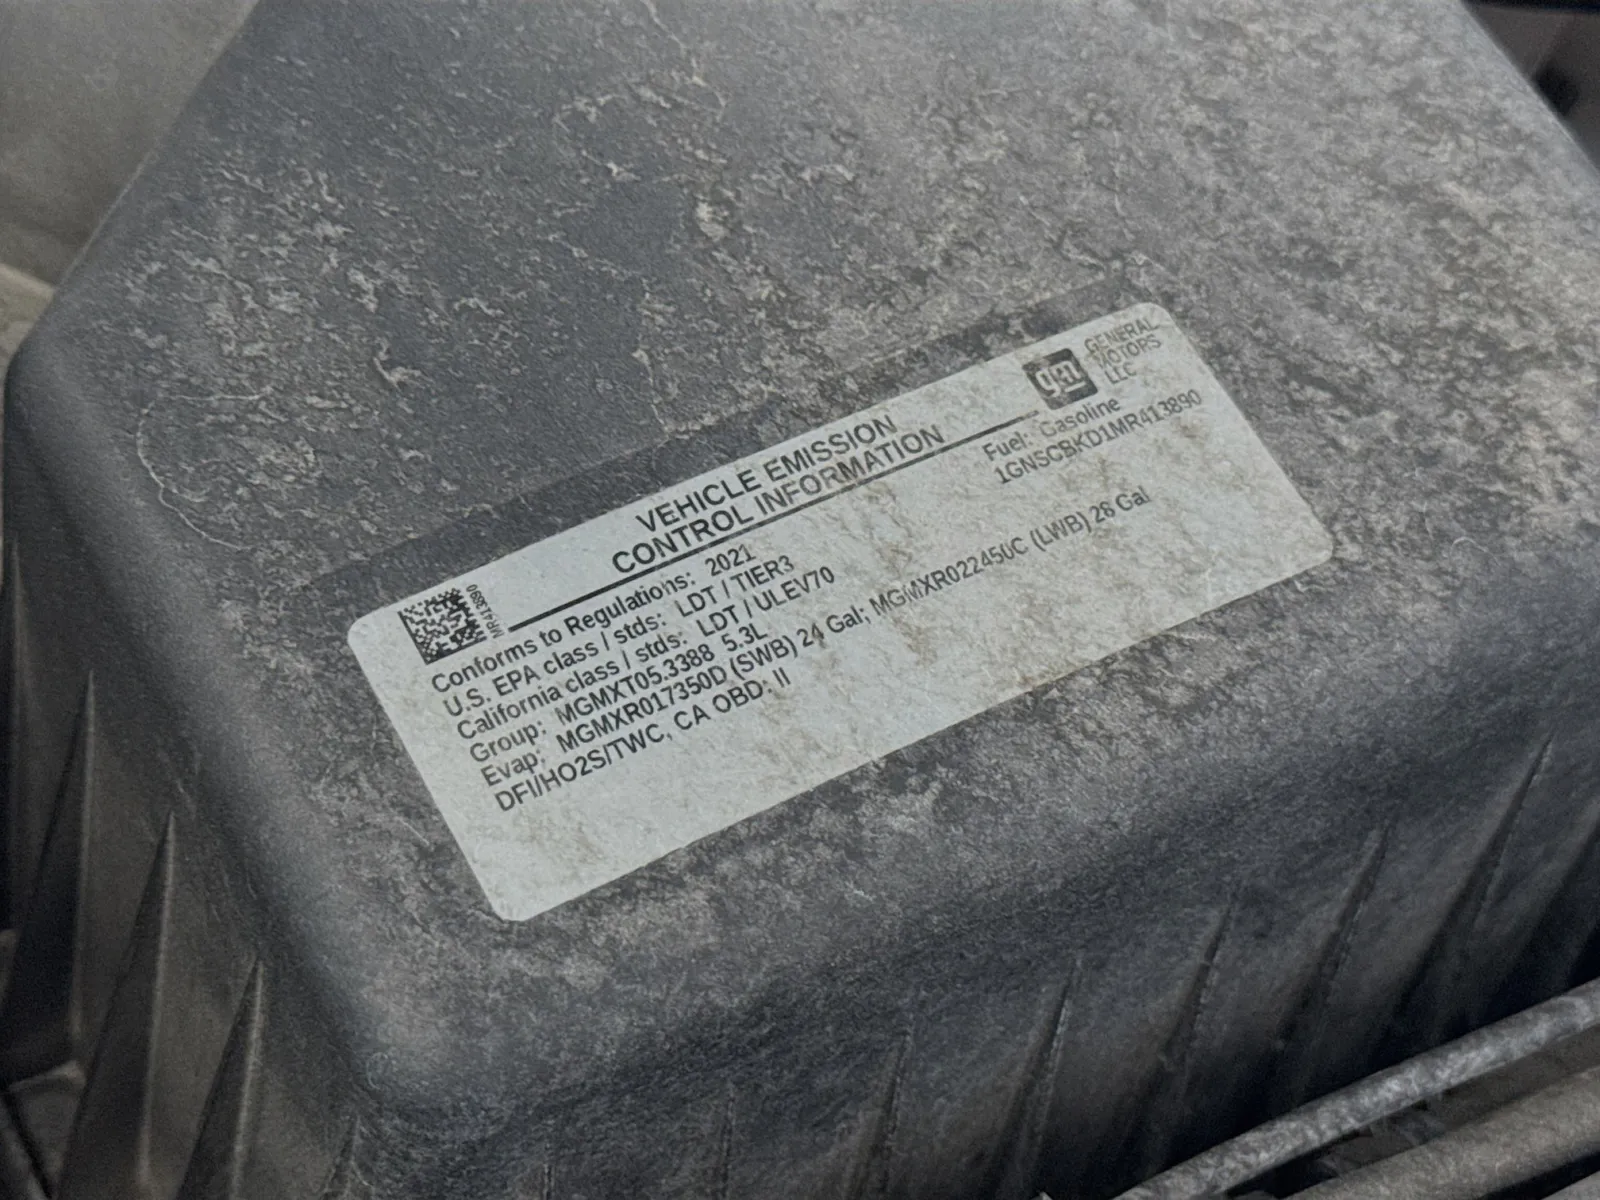 gm GENERAL
MOTORS
LLC
VEHICLE EMISSION
CONTROL INFORMATION
MR413890
Fuel: Gasoline
1GNSCBKD1MR413890
Conforms to Regulations: 2021
U.S. EPA class / stds: LDT / TIER3
California class / stds: LDT / ULEV70
Group: MGMXT05.3388 5.3L
Evap: MGMXR017350D (SWB) 24 Gal; MGMXR022450C (LWB) 28 Gal
DFI/HO2S/TWC, CA OBD: II